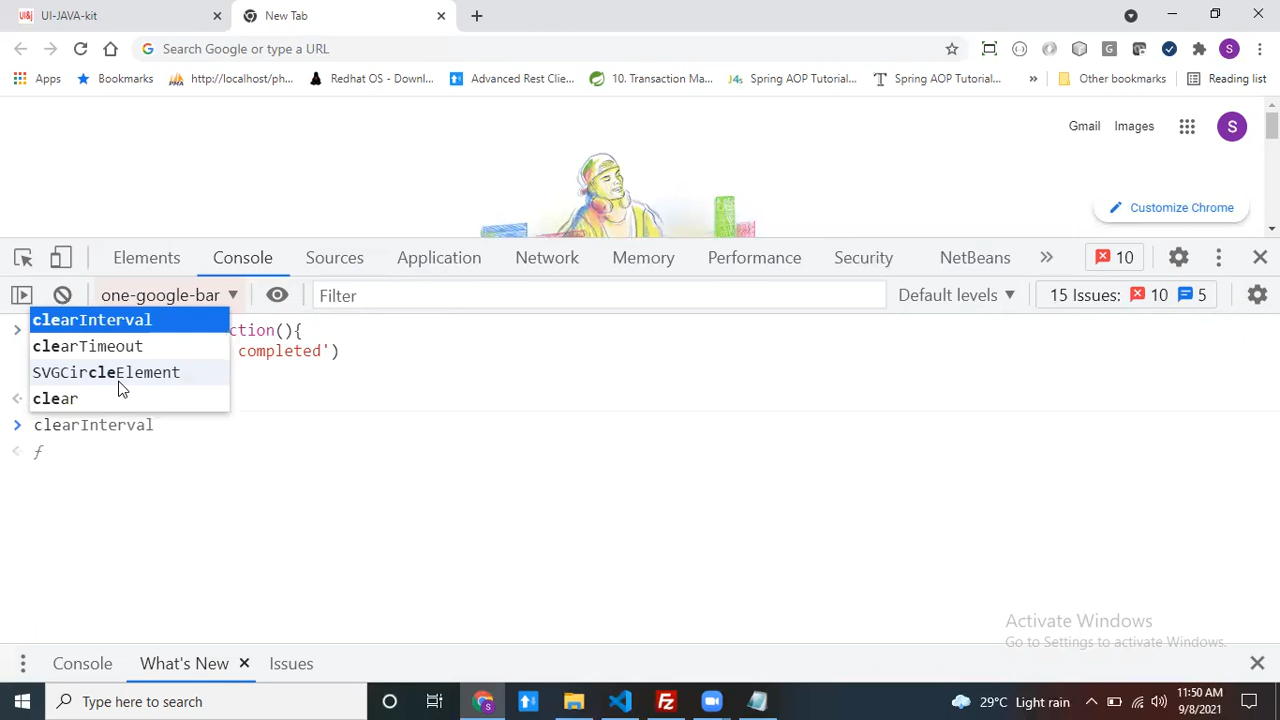 UI-JAVA-kit
New Tab
Search Google or type a URL
Apps
Bookmarks
http://localhost/ph...
Redhat OS - Downl...
Advanced Rest Clie...
10. Transaction Ma...
Spring AOP Tutorial...
Spring AOP Tutorial...
»
Other bookmarks
Reading list
Gmail
Images
S
Customize Chrome
Elements
Console
Sources
Application
Network
Memory
Performance
Security
NetBeans
»
10
one-google-bar
Filter
Default levels
15 Issues:
10
5
clearInterval
clearTimeout
SVGCircleElement
clear
ction(){
completed')
clearInterval
ƒ
Activate Windows
Go to Settings to activate Windows.
Console
What's New
Issues
Type here to search
29°C Light rain
11:50 AM
9/8/2021